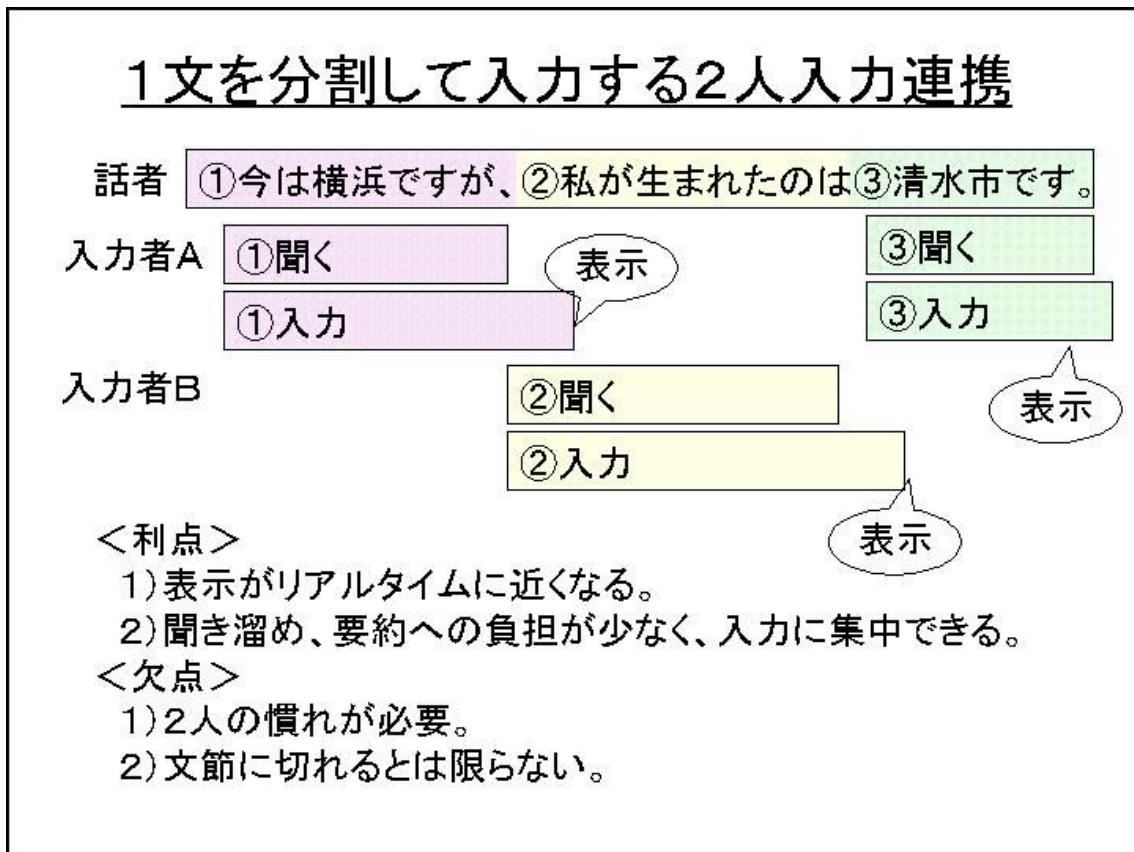 １文を分割して入力する２人入力連携
話者 ①今は横浜ですが、②私が生まれたのは③清水市です。
入力者Ａ ①聞く 表示 ③聞く
①入力 ③入力
入力者Ｂ ②聞く 表示
②入力
表示
＜利点＞
１）表示がリアルタイムに近くなる。
２）聞き溜め、要約への負担が少なく、入力に集中できる。
＜欠点＞
１）２人の慣れが必要。
２）文節に切れるとは限らない。